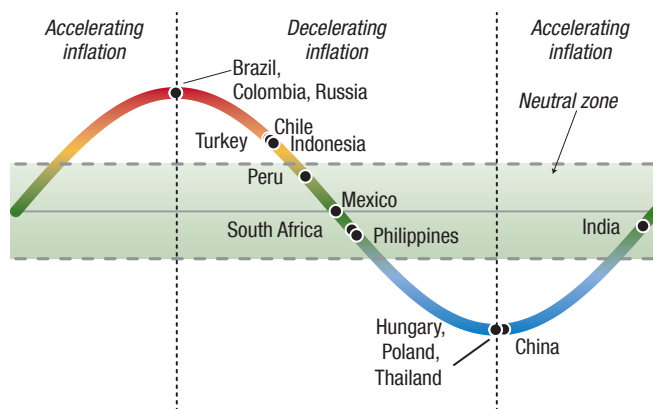 Accelerating
inflation
Decelerating
inflation
Accelerating
inflation
Brazil,
Colombia, Russia
Neutral zone
Chile
Turkey
Indonesia
Peru
Mexico
South Africa
Philippines
India
Hungary,
Poland,
Thailand
China